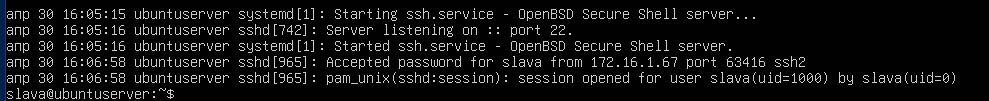 апр 30 16:05:15 ubuntuserver systemd[1]: Starting ssh.service - OpenBSD Secure Shell server...
апр 30 16:05:16 ubuntuserver sshd[742]: Server listening on :: port 22.
апр 30 16:05:16 ubuntuserver systemd[1]: Started ssh.service - OpenBSD Secure Shell server.
апр 30 16:06:58 ubuntuserver sshd[965]: Accepted password for slava from 172.16.1.67 port 63416 ssh2
апр 30 16:06:58 ubuntuserver sshd[965]: pam_unix(sshd:session): session opened for user slava(uid=1000) by slava(uid=0)
slava@ubuntuserver:~$